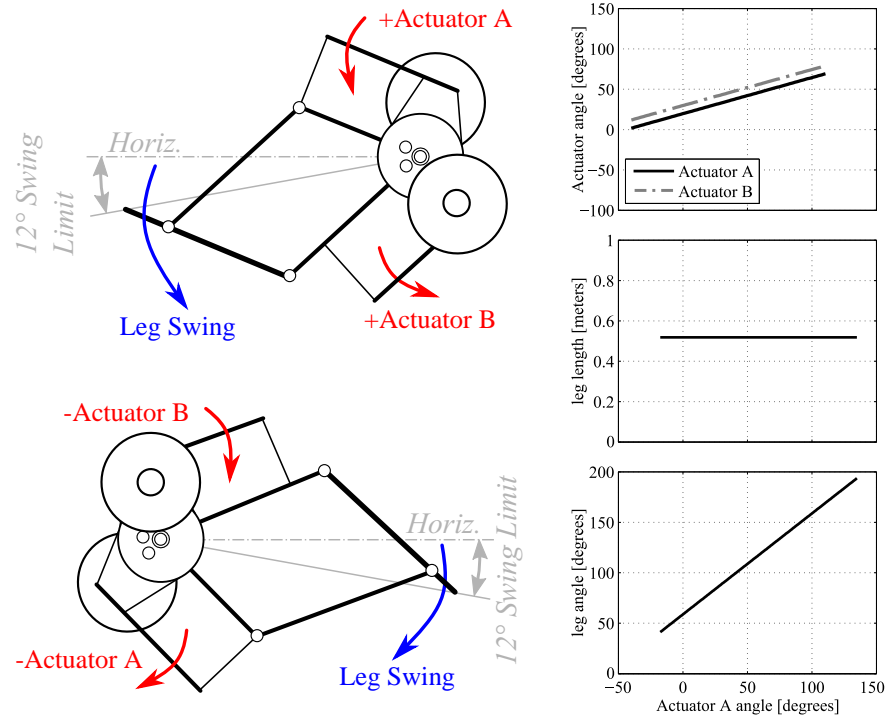 +Actuator A
Horiz.
12° Swing
Limit
Leg Swing
+Actuator B
-Actuator B
Horiz.
12° Swing Limit
-Actuator A
Leg Swing
150
100
50
0
−50
−100
Actuator angle [degrees]
Actuator A
Actuator B
1
0.8
0.6
0.4
0.2
0
leg length [meters]
200
150
100
50
0
leg angle [degrees]
−50
0
50
100
150
Actuator A angle [degrees]